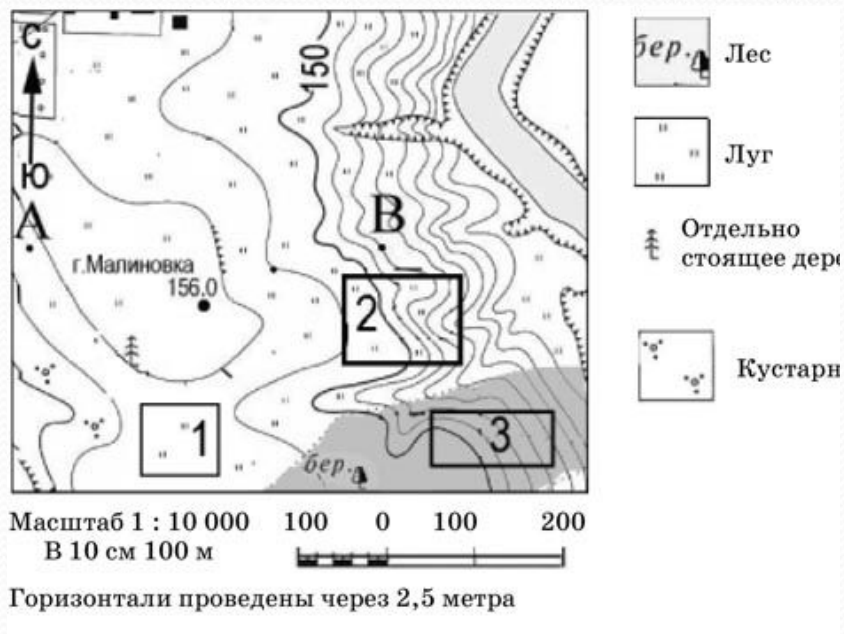 С
Ю
150
А
В
г.Малиновка
156.0
2
1
3
бер.
бер.
Лес
Луг
Отдельно
стоящее дере
Кустарн
Масштаб 1 : 10 000
В 10 см 100 м
100 0 100 200
Горизонтали проведены через 2,5 метра